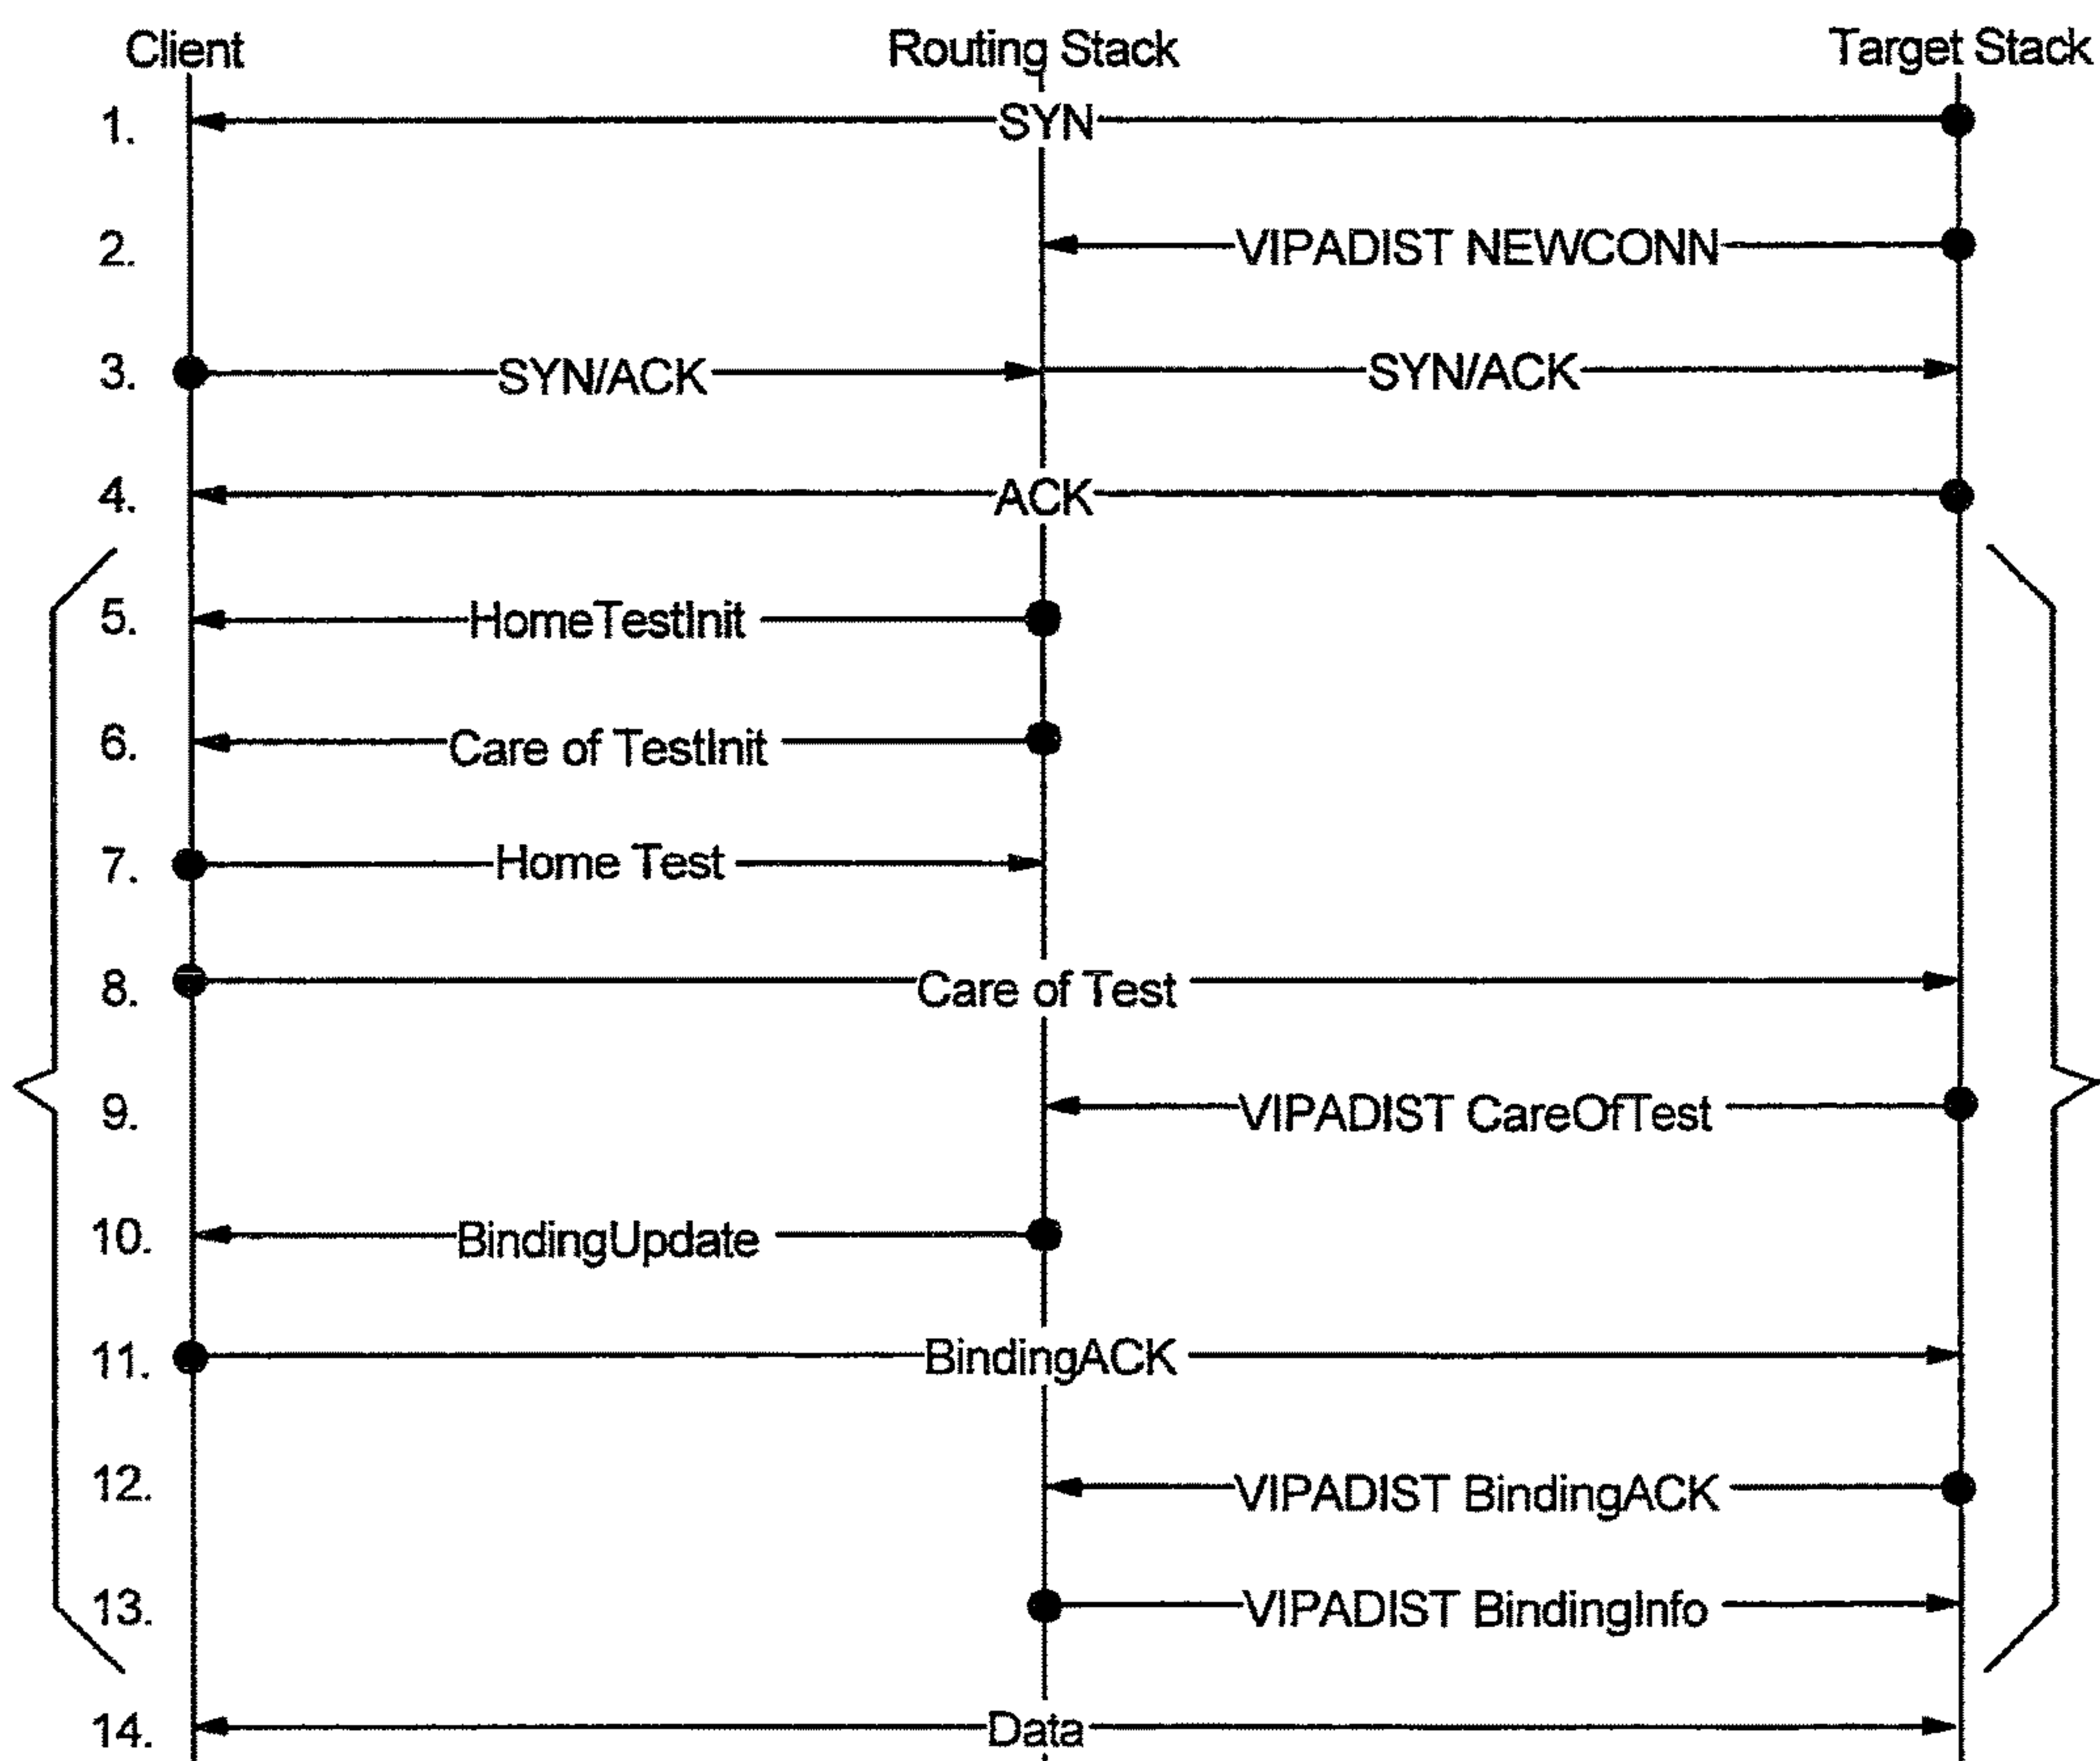 Client Routing Stack Target Stack
1. SYN
2. VIPADIST NEWCONN
3. SYN/ACK SYN/ACK
4. ACK
5. HomeTestInit
6. Care of TestInit
7. Home Test
8. Care of Test
9. VIPADIST CareOfTest
10. BindingUpdate
11. BindingACK
12. VIPADIST BindingACK
13. VIPADIST BindingInfo
14. Data